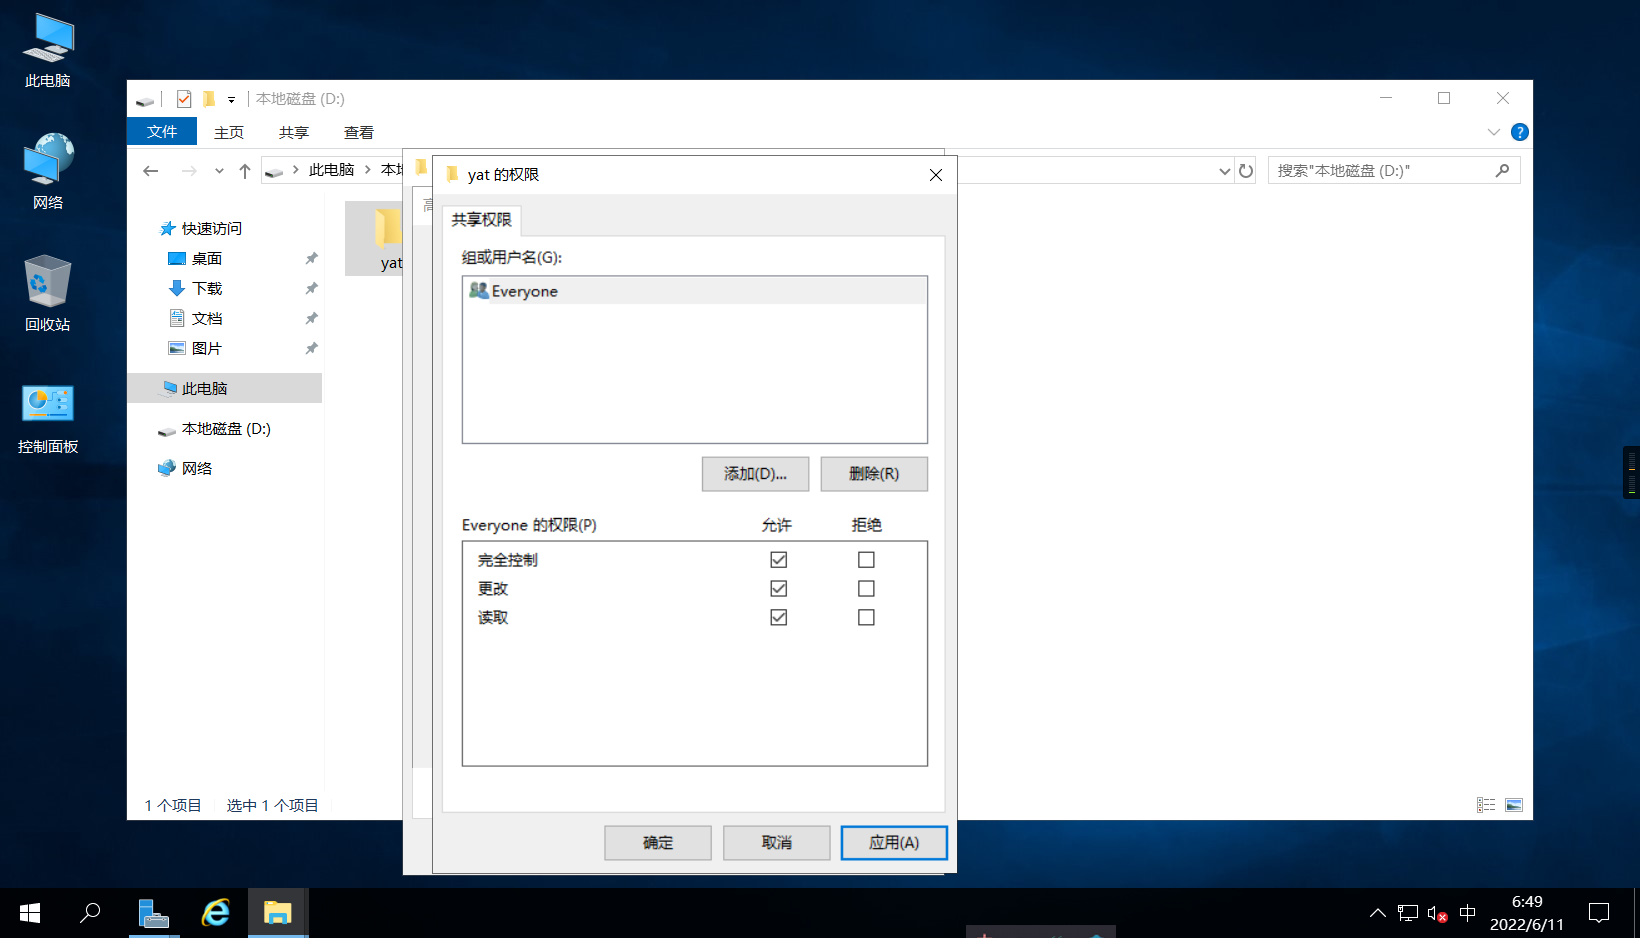 此电脑
网络
回收站
控制面板
本地磁盘 (D:)
文件
主页
共享
查看
此电脑
搜索"本地磁盘 (D:)"
快速访问
桌面
下载
文档
图片
此电脑
本地磁盘 (D:)
网络
yat
1 个项目
选中 1 个项目
yat 的权限
共享权限
组或用户名(G):
Everyone
添加(D)...
删除(R)
Everyone 的权限(P)
允许
拒绝
完全控制
更改
读取
确定
取消
应用(A)
中
6:49
2022/6/11